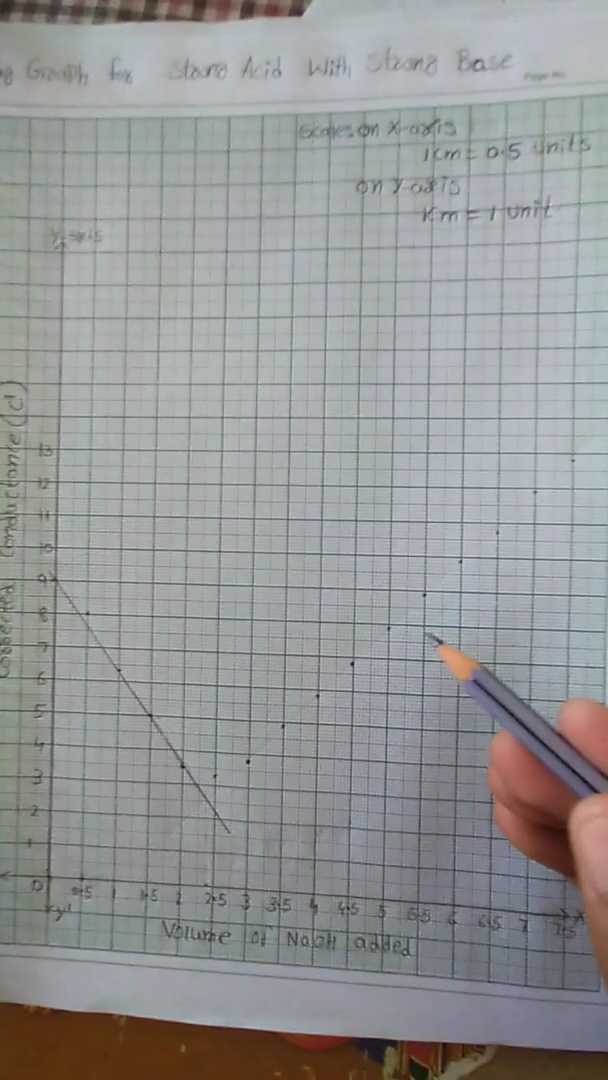 Graph for Strong Acid With Strong Base
Scales on X-axis
1cm = 0.5 units
on y-axis
1cm = 1 unit
Y-axis
Conductance (C)
13
12
11
10
9
8
7
6
5
4
3
2
1
0 0.5 1 1.5 2 2.5 3 3.5 4 4.5 5 5.5 6 6.5 7 7.5 X
y'
Volume of NaOH added